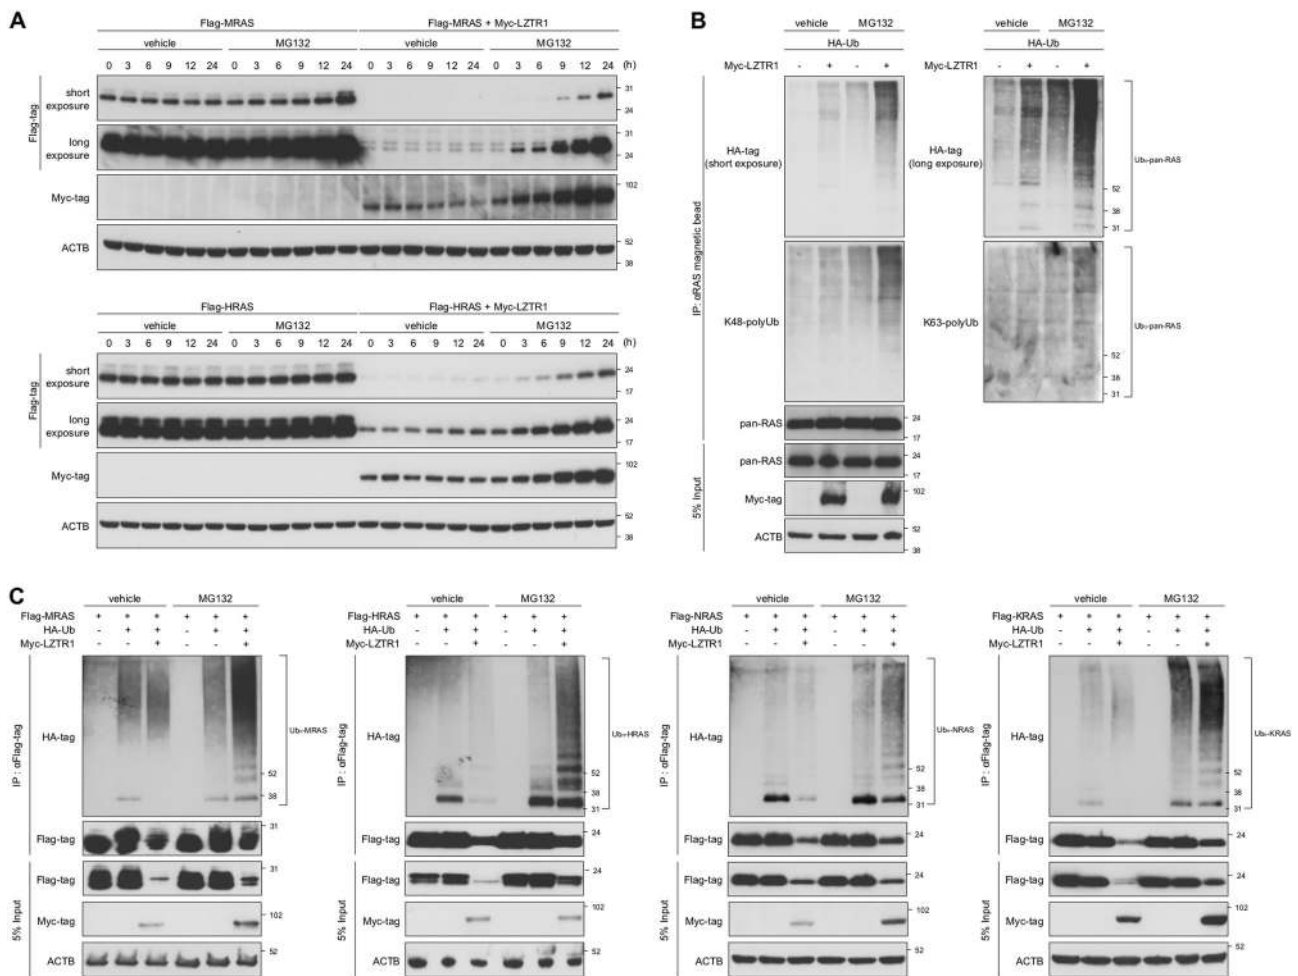 A
Flag-MRAS Flag-MRAS + Myc-LZTR1
vehicle MG132 vehicle MG132
0 3 6 9 12 24 0 3 6 9 12 24 0 3 6 9 12 24 0 3 6 9 12 24 (h)
Flag-tag
short exposure
31
24
long exposure
31
24
Myc-tag
102
ACTB
52
38
Flag-HRAS Flag-HRAS + Myc-LZTR1
vehicle MG132 vehicle MG132
0 3 6 9 12 24 0 3 6 9 12 24 0 3 6 9 12 24 0 3 6 9 12 24 (h)
Flag-tag
short exposure
24
17
long exposure
24
17
Myc-tag
102
ACTB
52
38
B
vehicle MG132 vehicle MG132
HA-Ub HA-Ub
Myc-LZTR1 - + - + Myc-LZTR1 - + - +
IP: αRAS magnetic bead
HA-tag
(short exposure)
HA-tag
(long exposure)
52
38
31
Ubₙ-pan-RAS
K48-polyUb
K63-polyUb
52
38
31
Ubₙ-pan-RAS
pan-RAS
24
17
5% Input
pan-RAS
24
17
Myc-tag
102
ACTB
52
38
C
vehicle MG132
Flag-MRAS + + + + + +
HA-Ub - + + - + +
Myc-LZTR1 - - + - - +
IP : αFlag-tag
HA-tag
52
38
Ubₙ-MRAS
Flag-tag
31
5% Input
Flag-tag
31
Myc-tag
102
ACTB
52
vehicle MG132
Flag-HRAS + + + + + +
HA-Ub - + + - + +
Myc-LZTR1 - - + - - +
IP : αFlag-tag
HA-tag
52
38
31
Ubₙ-HRAS
Flag-tag
24
5% Input
Flag-tag
24
Myc-tag
102
ACTB
52
vehicle MG132
Flag-NRAS + + + + + +
HA-Ub - + + - + +
Myc-LZTR1 - - + - - +
IP : αFlag-tag
HA-tag
52
38
31
Ubₙ-NRAS
Flag-tag
24
5% Input
Flag-tag
24
Myc-tag
102
ACTB
52
vehicle MG132
Flag-KRAS + + + + + +
HA-Ub - + + - + +
Myc-LZTR1 - - + - - +
IP : αFlag-tag
HA-tag
52
38
31
Ubₙ-KRAS
Flag-tag
24
5% Input
Flag-tag
24
Myc-tag
102
ACTB
52